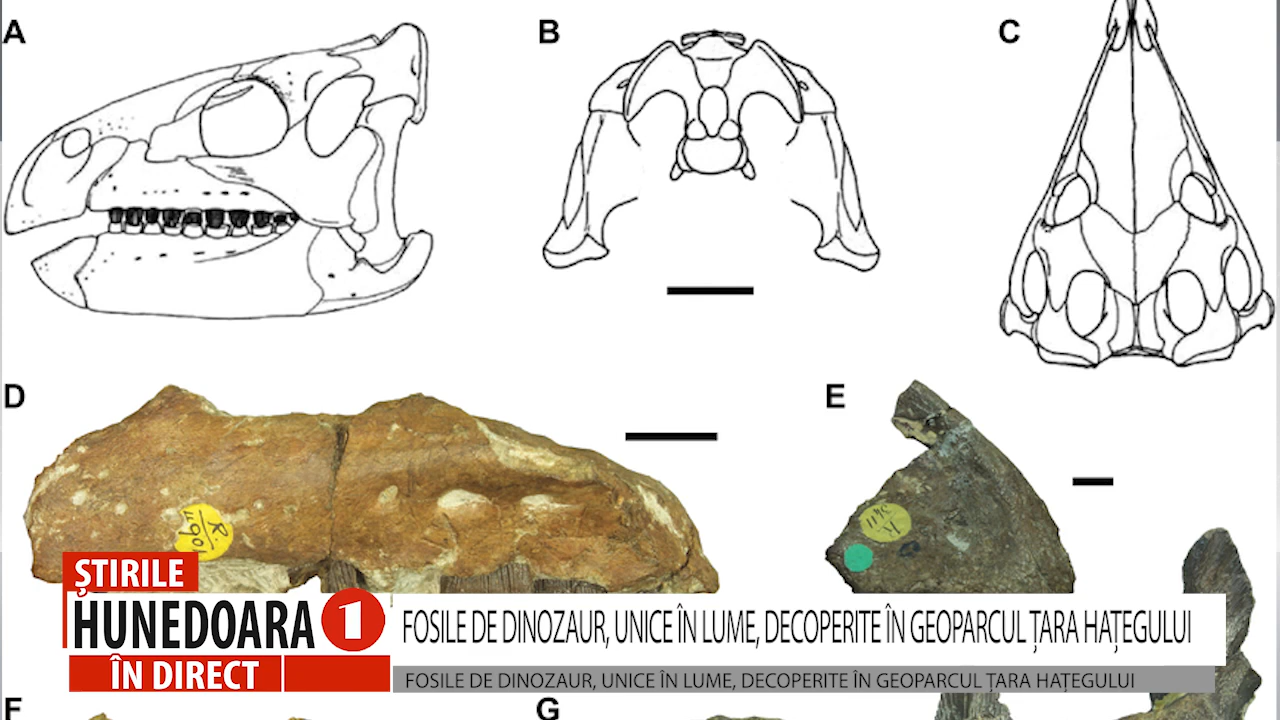 A
B
C
D
E
ȘTIRILE
HUNEDOARA 1
ÎN DIRECT
FOSILE DE DINOZAUR, UNICE ÎN LUME, DECOPERITE ÎN GEOPARCUL ȚARA HAȚEGULUI
FOSILE DE DINOZAUR, UNICE ÎN LUME, DECOPERITE ÎN GEOPARCUL ȚARA HAȚEGULUI
F
G